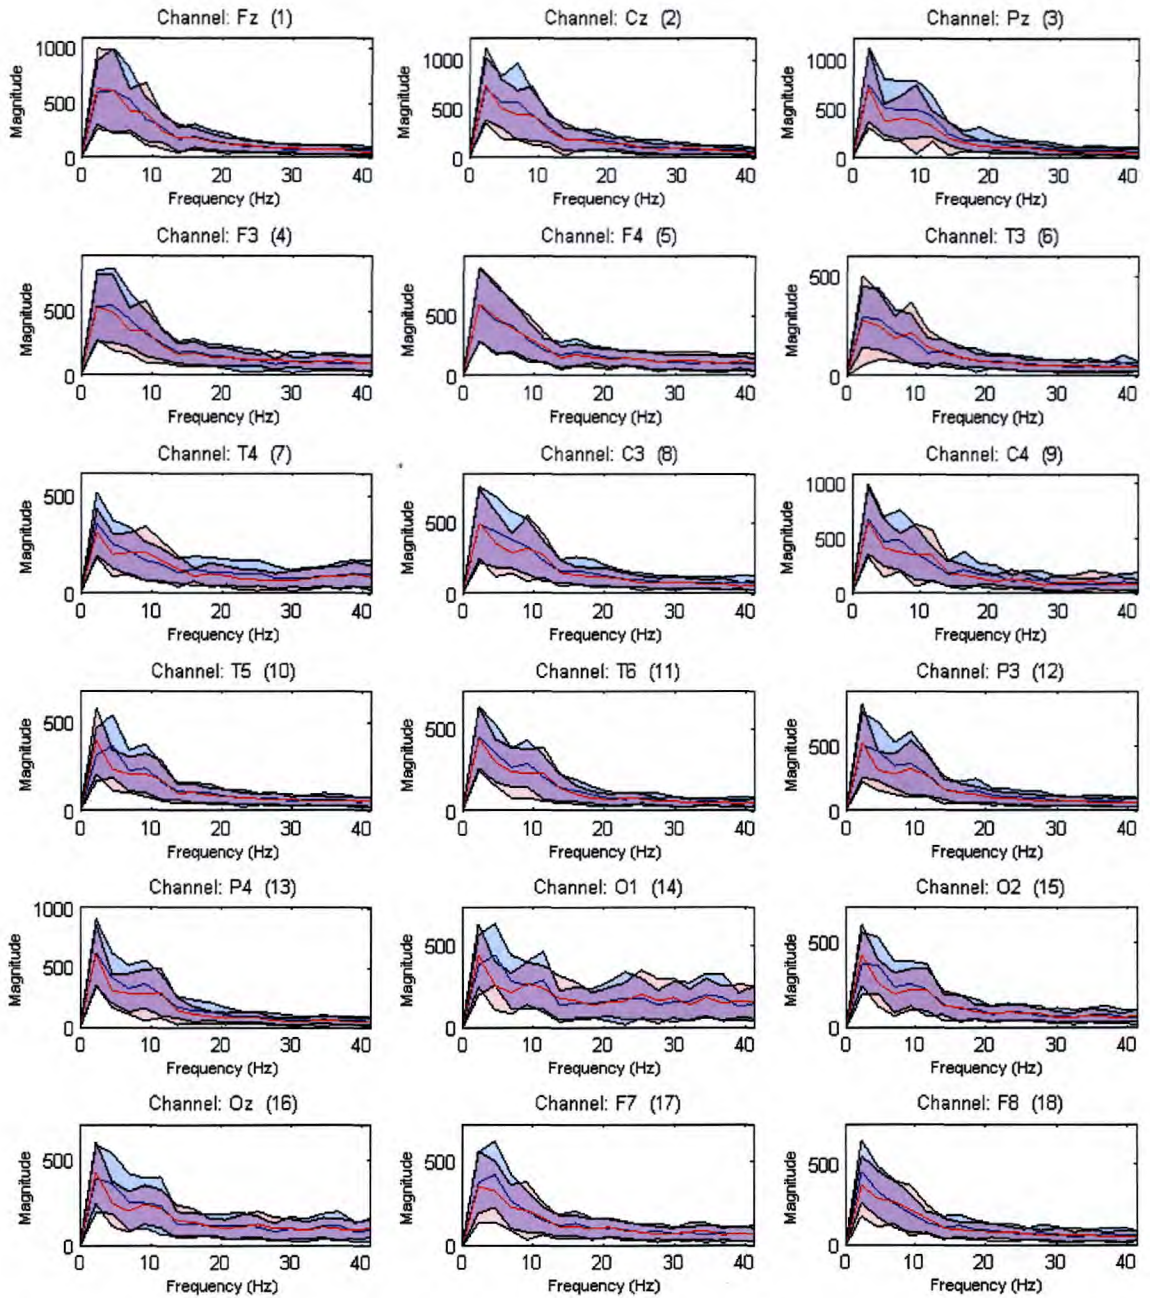 Channel: Fz (1)
Magnitude
1000
500
0
0 10 20 30 40
Frequency (Hz)
Channel: Cz (2)
Magnitude
1000
500
0
0 10 20 30 40
Frequency (Hz)
Channel: Pz (3)
Magnitude
1000
500
0
0 10 20 30 40
Frequency (Hz)
Channel: F3 (4)
Magnitude
500
0
0 10 20 30 40
Frequency (Hz)
Channel: F4 (5)
Magnitude
500
0
0 10 20 30 40
Frequency (Hz)
Channel: T3 (6)
Magnitude
500
0
0 10 20 30 40
Frequency (Hz)
Channel: T4 (7)
Magnitude
500
0
0 10 20 30 40
Frequency (Hz)
Channel: C3 (8)
Magnitude
500
0
0 10 20 30 40
Frequency (Hz)
Channel: C4 (9)
Magnitude
1000
500
0
0 10 20 30 40
Frequency (Hz)
Channel: T5 (10)
Magnitude
500
0
0 10 20 30 40
Frequency (Hz)
Channel: T6 (11)
Magnitude
500
0
0 10 20 30 40
Frequency (Hz)
Channel: P3 (12)
Magnitude
500
0
0 10 20 30 40
Frequency (Hz)
Channel: P4 (13)
Magnitude
1000
500
0
0 10 20 30 40
Frequency (Hz)
Channel: O1 (14)
Magnitude
500
0
0 10 20 30 40
Frequency (Hz)
Channel: O2 (15)
Magnitude
500
0
0 10 20 30 40
Frequency (Hz)
Channel: Oz (16)
Magnitude
500
0
0 10 20 30 40
Frequency (Hz)
Channel: F7 (17)
Magnitude
500
0
0 10 20 30 40
Frequency (Hz)
Channel: F8 (18)
Magnitude
500
0
0 10 20 30 40
Frequency (Hz)